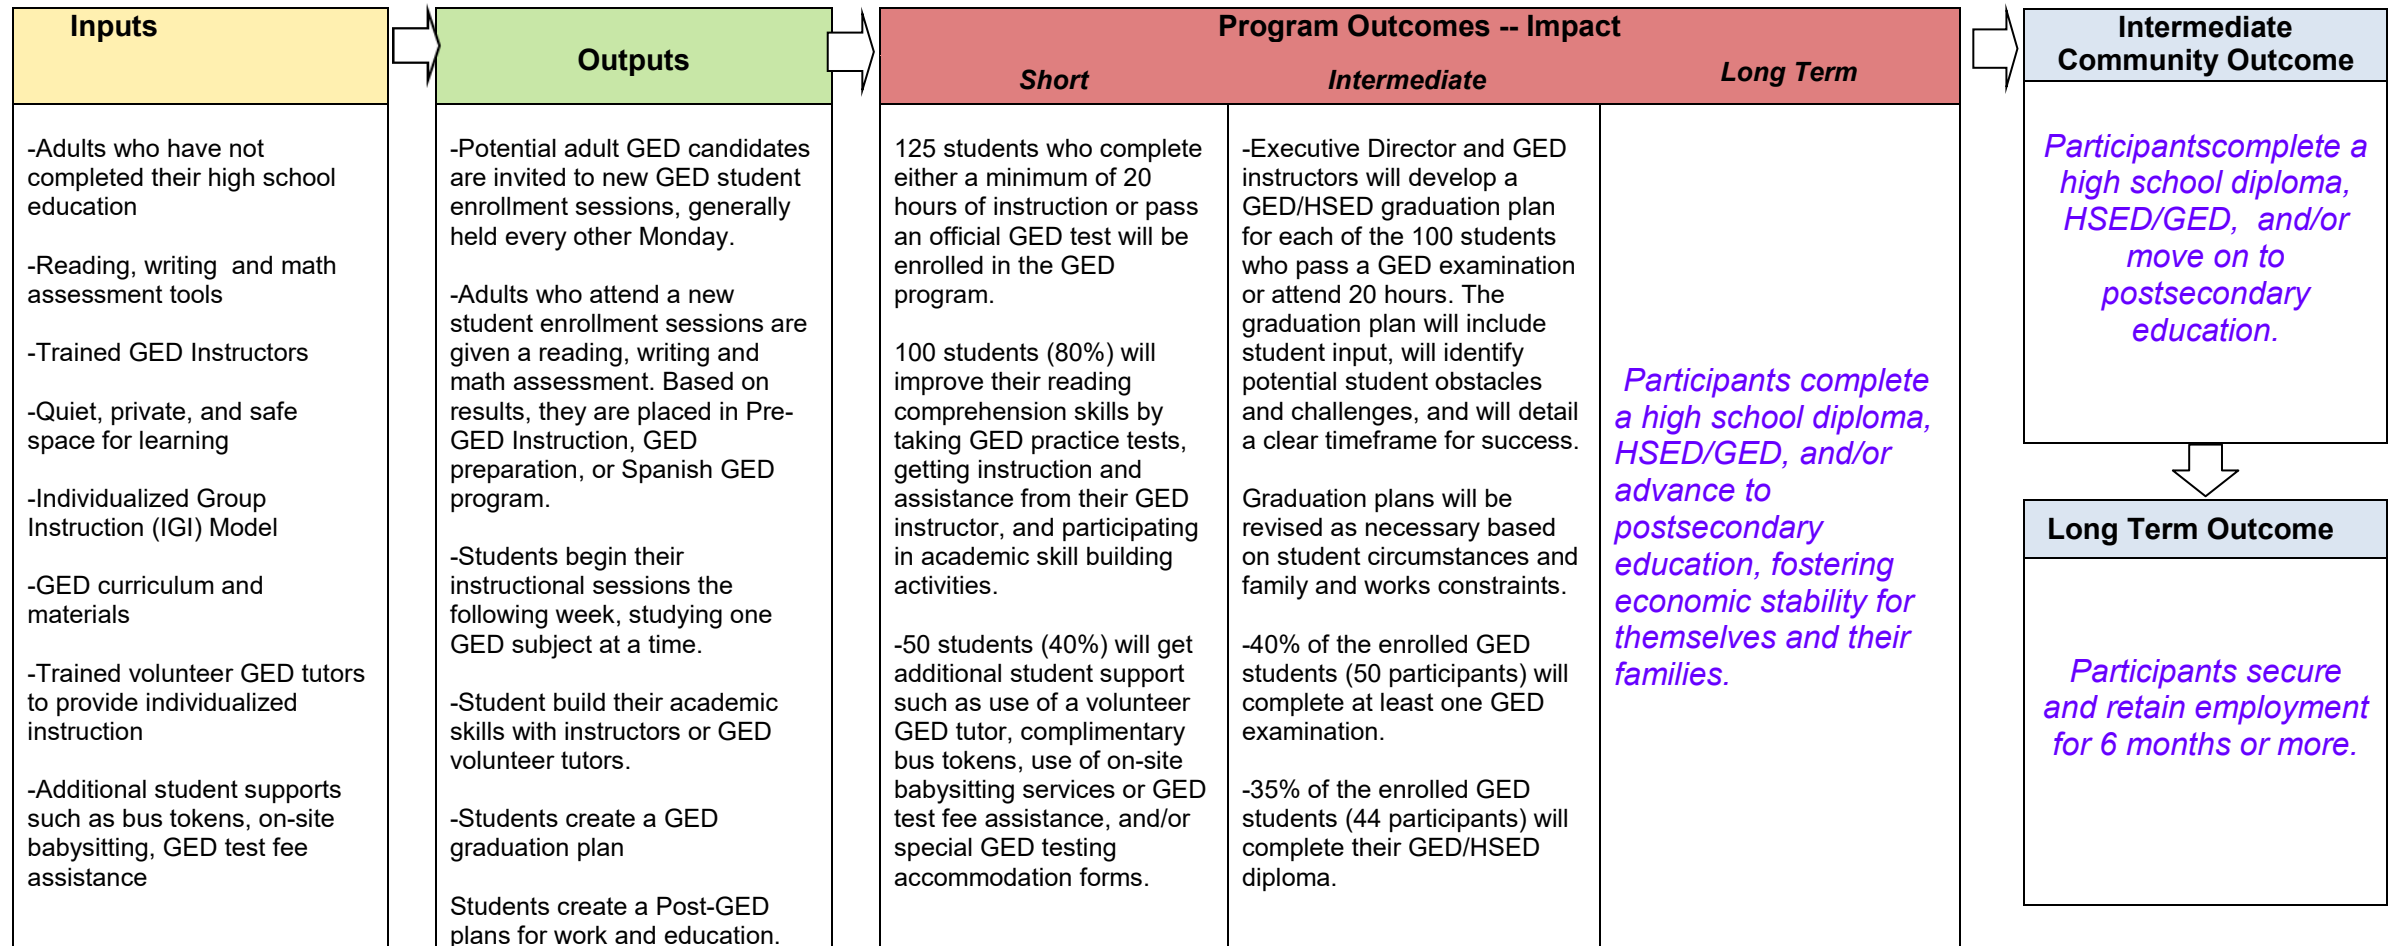 Inputs
-Adults who have not
completed their high school
education
-Reading, writing  and math
assessment tools
-Trained GED Instructors
-Quiet, private, and safe
space for learning
-Individualized Group
Instruction (IGI) Model
-GED curriculum and
materials
-Trained volunteer GED tutors
to provide individualized
instruction
-Additional student supports
such as bus tokens, on-site
babysitting, GED test fee
assistance
Outputs
-Potential adult GED candidates
are invited to new GED student
enrollment sessions, generally
held every other Monday.
-Adults who attend a new
student enrollment sessions are
given a reading, writing and
math assessment. Based on
results, they are placed in Pre-
GED Instruction, GED
preparation, or Spanish GED
program.
-Students begin their
instructional sessions the
following week, studying one
GED subject at a time.
-Student build their academic
skills with instructors or GED
volunteer tutors.
-Students create a GED
graduation plan
Students create a Post-GED
plans for work and education.
Program Outcomes -- Impact
Short
125 students who complete
either a minimum of 20
hours of instruction or pass
an official GED test will be
enrolled in the GED
program.
100 students (80%) will
improve their reading
comprehension skills by
taking GED practice tests,
getting instruction and
assistance from their GED
instructor, and participating
in academic skill building
activities.
-50 students (40%) will get
additional student support
such as use of a volunteer
GED tutor, complimentary
bus tokens, use of on-site
babysitting services or GED
test fee assistance, and/or
special GED testing
accommodation forms.
Intermediate
-Executive Director and GED
instructors will develop a
GED/HSED graduation plan
for each of the 100 students
who pass a GED examination
or attend 20 hours. The
graduation plan will include
student input, will identify
potential student obstacles
and challenges, and will detail
a clear timeframe for success.
Graduation plans will be
revised as necessary based
on student circumstances and
family and works constraints.
-40% of the enrolled GED
students (50 participants) will
complete at least one GED
examination.
-35% of the enrolled GED
students (44 participants) will
complete their GED/HSED
diploma.
Long Term
Participants complete
a high school diploma,
HSED/GED, and/or
advance to
postsecondary
education, fostering
economic stability for
themselves and their
families.
Intermediate
Community Outcome
Participantscomplete a
high school diploma,
HSED/GED,  and/or
move on to
postsecondary
education.
Long Term Outcome
Participants secure
and retain employment
for 6 months or more.